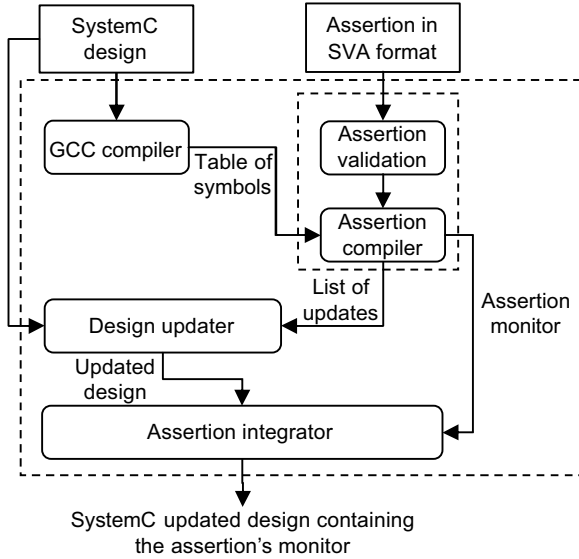 SystemC
design
Assertion in
SVA format
GCC compiler
Assertion
validation
Table of
symbols
Assertion
compiler
List of
updates
Assertion
monitor
Design updater
Updated
design
Assertion integrator
SystemC updated design containing
the assertion's monitor